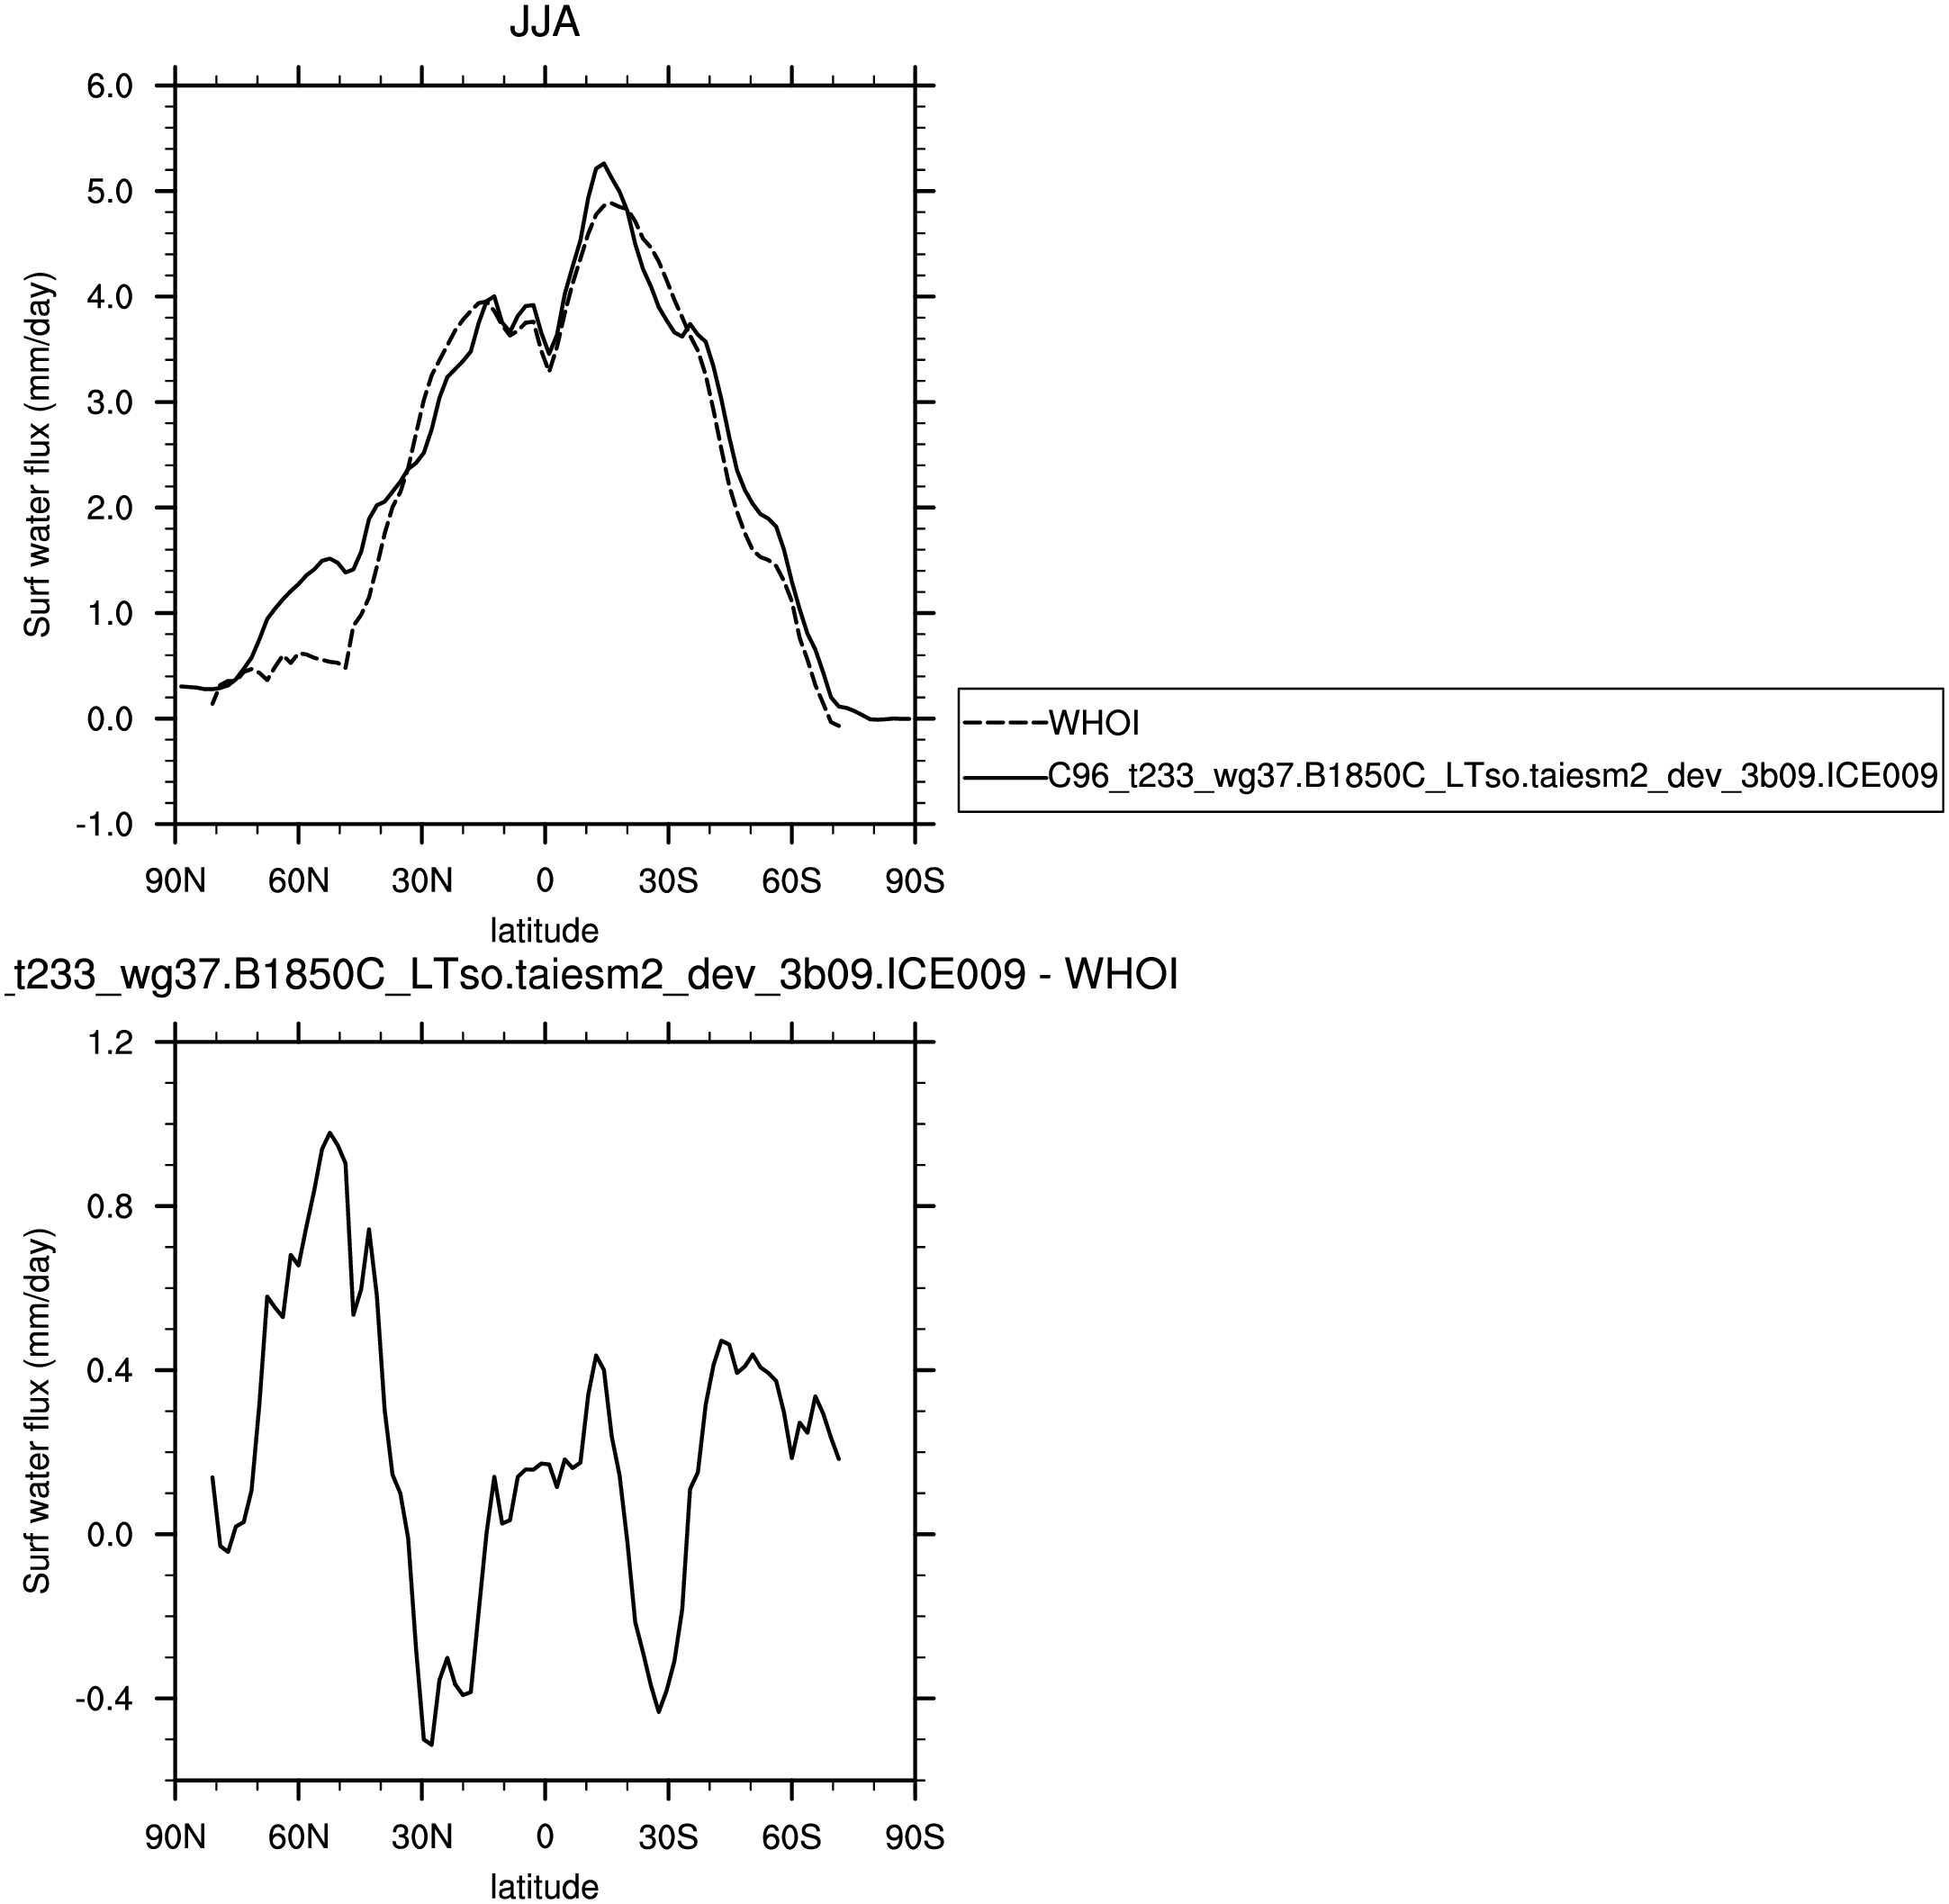 JJA
6.0
5.0
4.0
3.0
2.0
1.0
0.0
-1.0
Surf water flux (mm/day)
90N 60N 30N 0 30S 60S 90S
latitude
WHOI
C96_t233_wg37.B1850C_LTso.taiesm2_dev_3b09.ICE009
_t233_wg37.B1850C_LTso.taiesm2_dev_3b09.ICE009 - WHOI
1.2
0.8
0.4
0.0
-0.4
Surf water flux (mm/day)
90N 60N 30N 0 30S 60S 90S
latitude